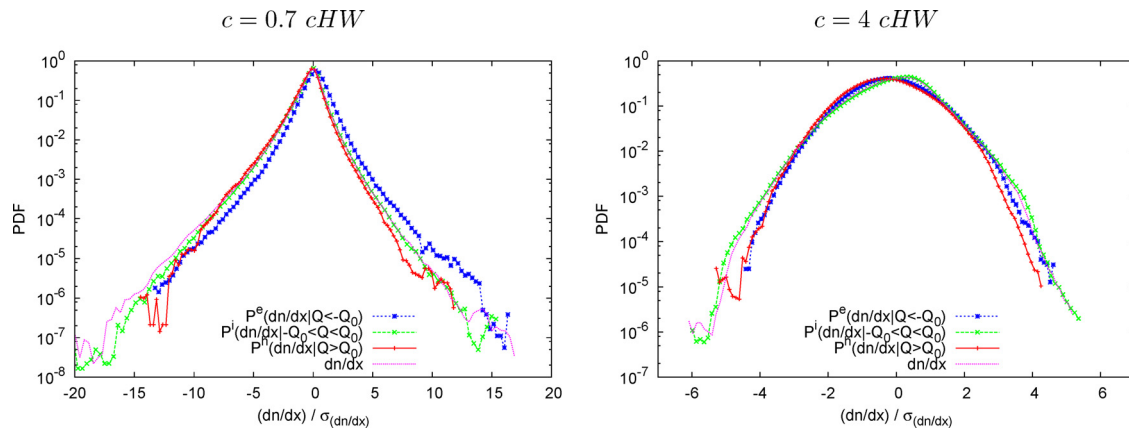 c = 0.7 cHW
PDF
10^0
10^-1
10^-2
10^-3
10^-4
10^-5
10^-6
10^-7
10^-8
P^e(dn/dx|Q<-Q_0)
P^i(dn/dx|-Q_0<Q<Q_0)
P^h(dn/dx|Q>Q_0)
dn/dx
-20 -15 -10 -5 0 5 10 15 20
(dn/dx) / σ_(dn/dx)
c = 4 cHW
PDF
10^0
10^-1
10^-2
10^-3
10^-4
10^-5
10^-6
10^-7
P^e(dn/dx|Q<-Q_0)
P^i(dn/dx|-Q_0<Q<Q_0)
P^h(dn/dx|Q>Q_0)
dn/dx
-6 -4 -2 0 2 4 6
(dn/dx) / σ_(dn/dx)